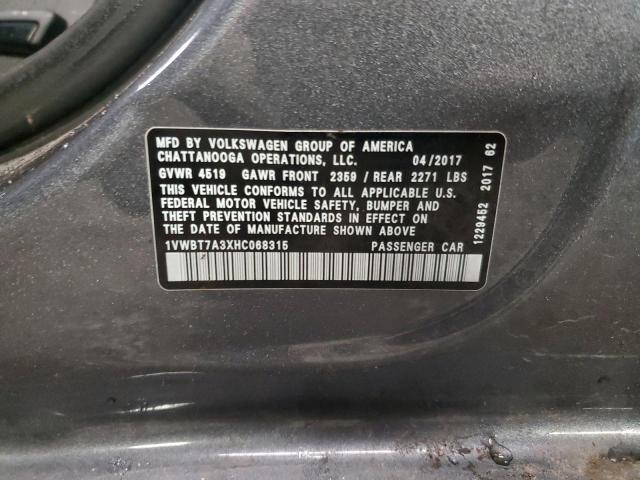 MFD BY VOLKSWAGEN GROUP OF AMERICA
CHATTANOOGA OPERATIONS, LLC. 04/2017
GVWR 4519 GAWR FRONT 2359 / REAR 2271 LBS
THIS VEHICLE CONFORMS TO ALL APPLICABLE U.S.
FEDERAL MOTOR VEHICLE SAFETY, BUMPER AND
THEFT PREVENTION STANDARDS IN EFFECT ON
THE DATE OF MANUFACTURE SHOWN ABOVE
1VWBT7A3XHC068315 PASSENGER CAR
1229452 2017 62